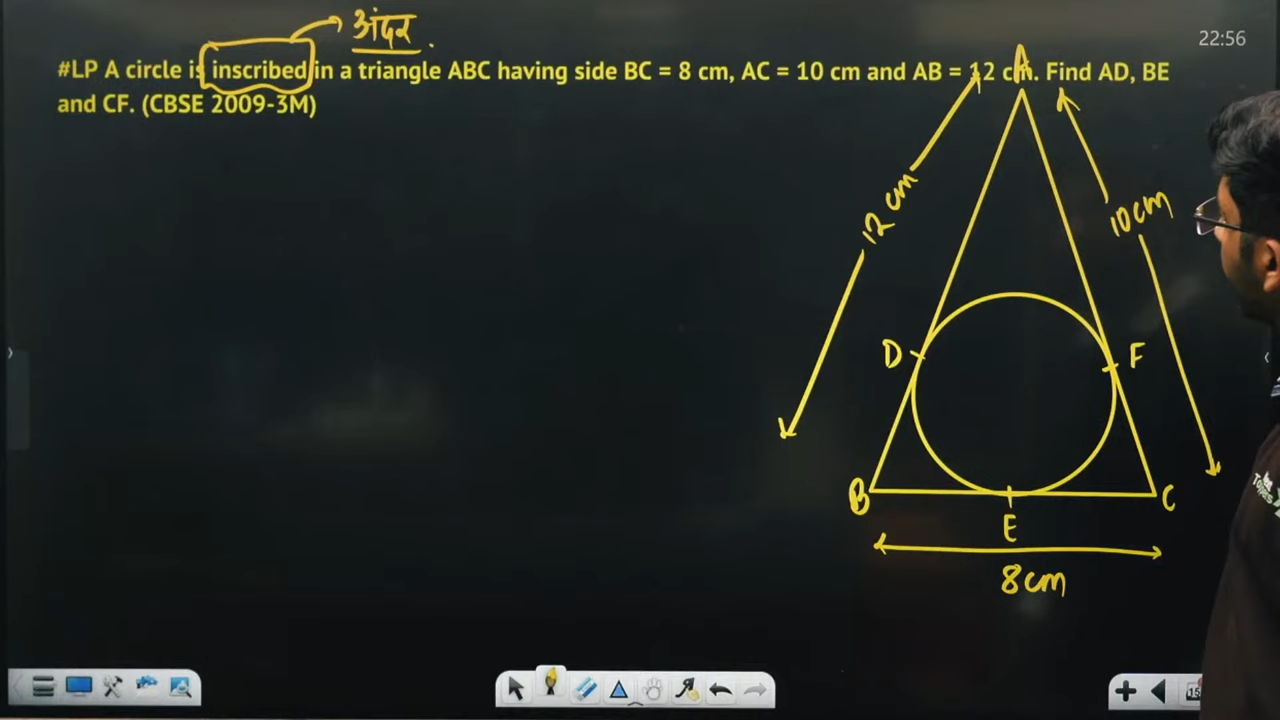 अंदर
22:56
#LP A circle is inscribed in a triangle ABC having side BC = 8 cm, AC = 10 cm and AB = 12 cm. Find AD, BE
and CF. (CBSE 2009-3M)
A
12 cm
10cm
D
F
B
C
E
8cm